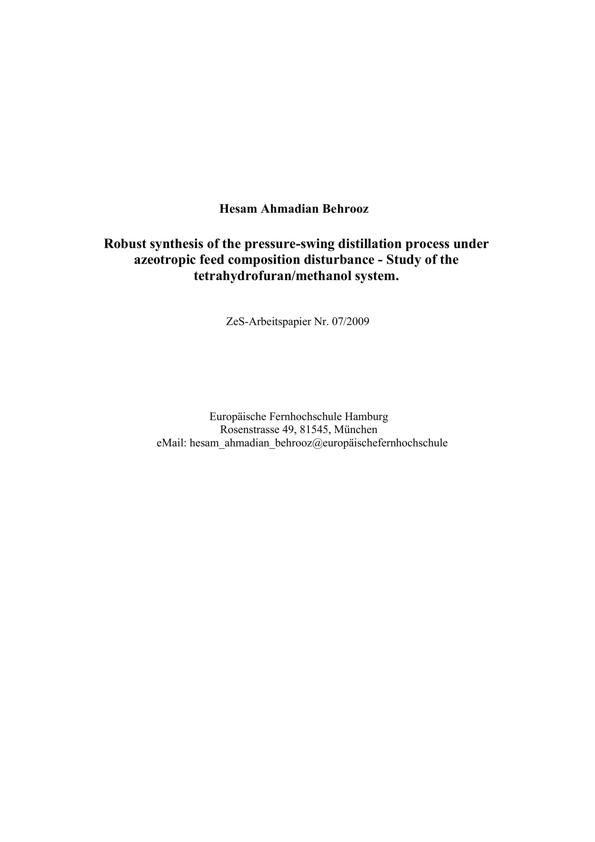 Hesam Ahmadian Behrooz
Robust synthesis of the pressure-swing distillation process under
azeotropic feed composition disturbance - Study of the
tetrahydrofuran/methanol system.
ZeS-Arbeitspapier Nr. 07/2009
Europäische Fernhochschule Hamburg
Rosenstrasse 49, 81545, München
eMail: hesam_ahmadian_behrooz@europäischefernhochschule